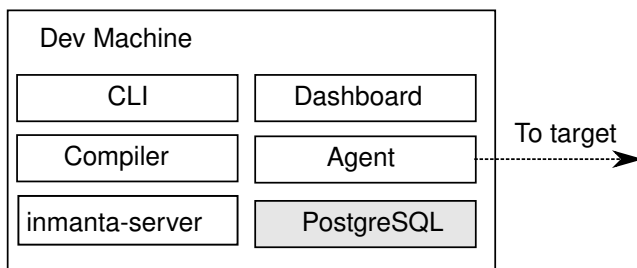 Dev Machine
CLI
Dashboard
Compiler
Agent
To target
inmanta-server
PostgreSQL